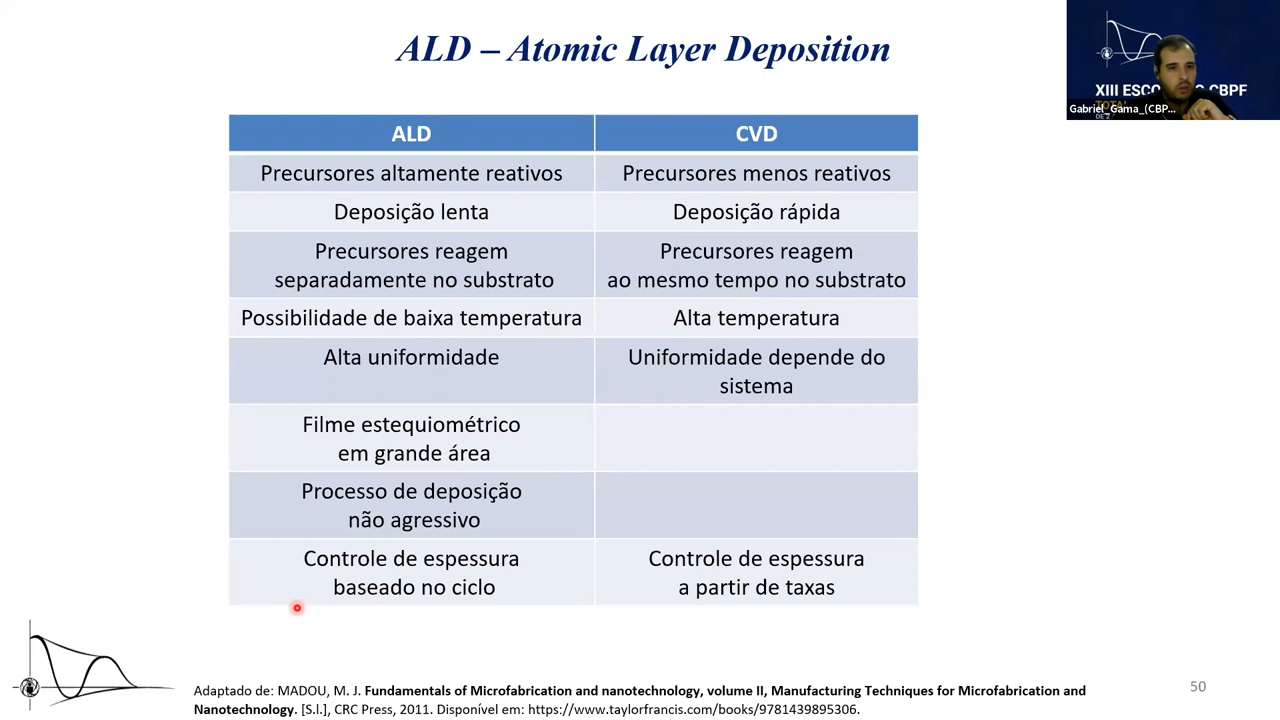 ALD – Atomic Layer Deposition
XIII ESCO
CBPF
Gabriel_Gama_(CBP...
ALD
CVD
Precursores altamente reativos
Precursores menos reativos
Deposição lenta
Deposição rápida
Precursores reagem
separadamente no substrato
Precursores reagem
ao mesmo tempo no substrato
Possibilidade de baixa temperatura
Alta temperatura
Alta uniformidade
Uniformidade depende do
sistema
Filme estequiométrico
em grande área
Processo de deposição
não agressivo
Controle de espessura
baseado no ciclo
Controle de espessura
a partir de taxas
Adaptado de: MADOU, M. J. Fundamentals of Microfabrication and nanotechnology, volume II, Manufacturing Techniques for Microfabrication and
Nanotechnology. [S.l.], CRC Press, 2011. Disponível em: https://www.taylorfrancis.com/books/9781439895306.
50